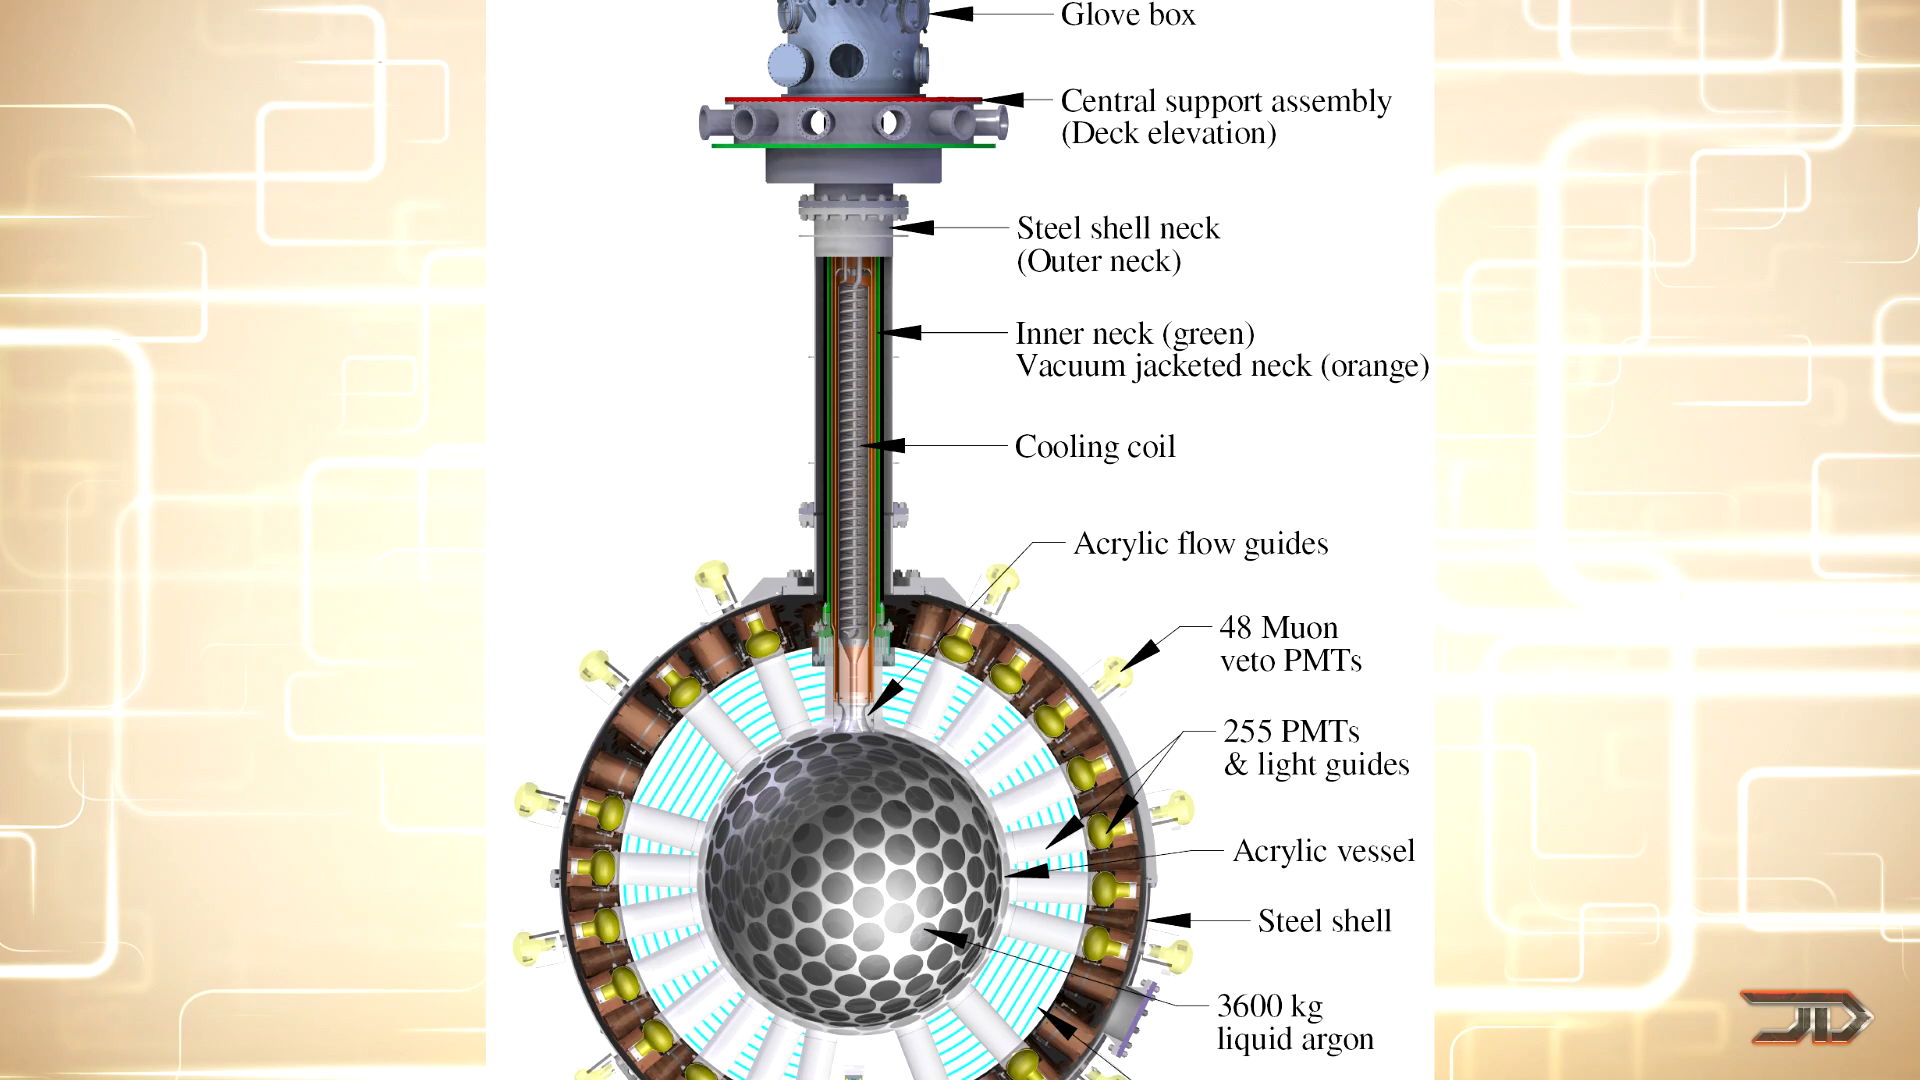 Glove box
Central support assembly
(Deck elevation)
Steel shell neck
(Outer neck)
Inner neck (green)
Vacuum jacketed neck (orange)
Cooling coil
Acrylic flow guides
48 Muon
veto PMTs
255 PMTs
& light guides
Acrylic vessel
Steel shell
3600 kg
liquid argon
JD